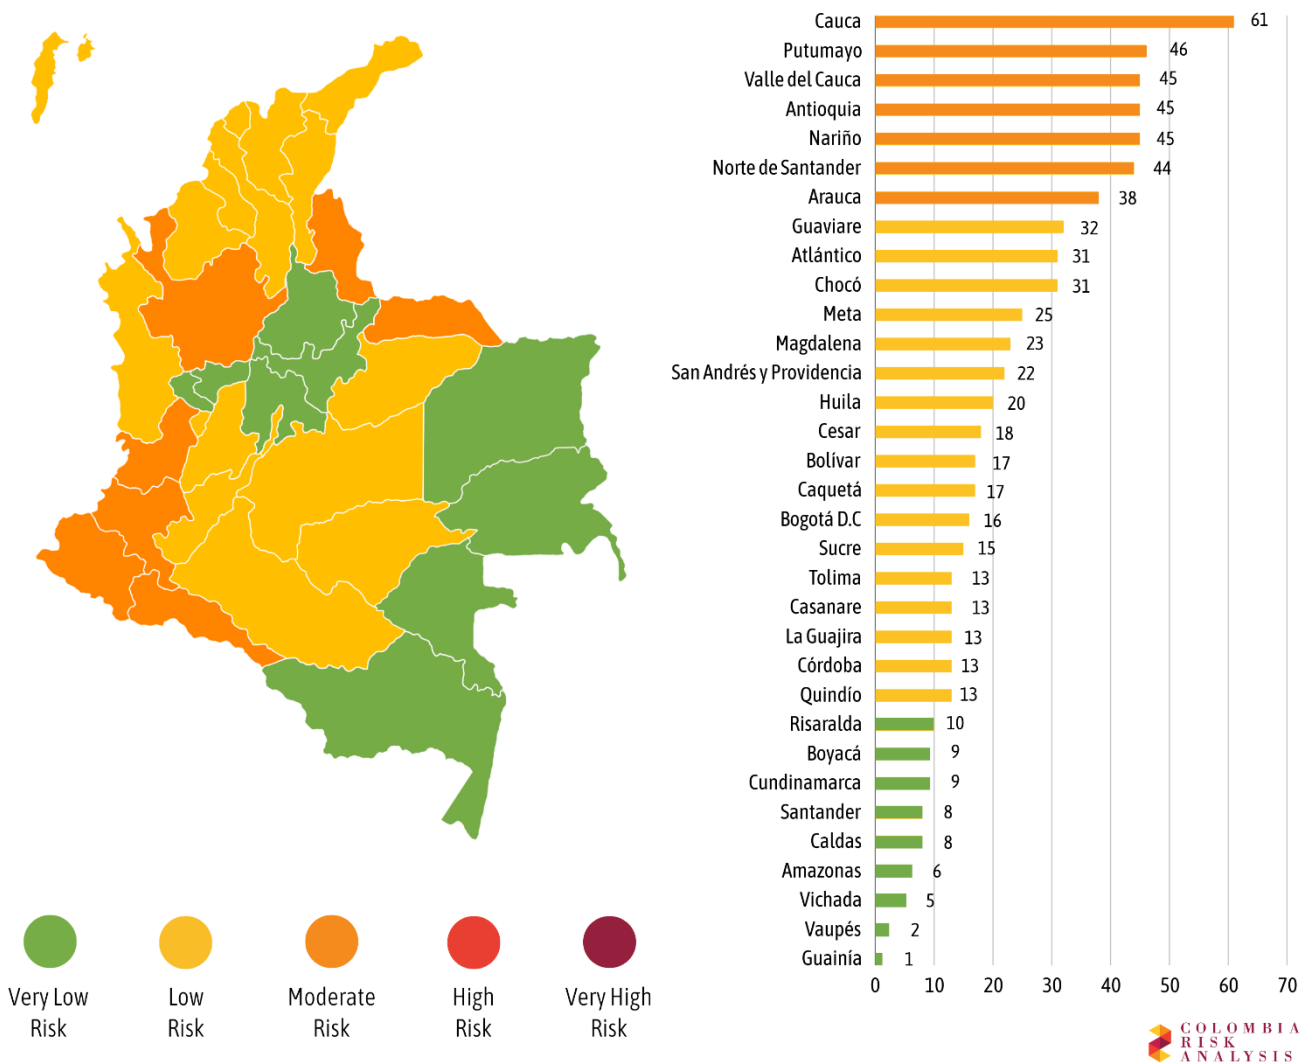 Cauca 61
Putumayo 46
Valle del Cauca 45
Antioquia 45
Nariño 45
Norte de Santander 44
Arauca 38
Guaviare 32
Atlántico 31
Chocó 31
Meta 25
Magdalena 23
San Andrés y Providencia 22
Huila 20
Cesar 18
Bolívar 17
Caquetá 17
Bogotá D.C 16
Sucre 15
Tolima 13
Casanare 13
La Guajira 13
Córdoba 13
Quindío 13
Risaralda 10
Boyacá 9
Cundinamarca 9
Santander 8
Caldas 8
Amazonas 6
Vichada 5
Vaupés 2
Guainía 1
0 10 20 30 40 50 60 70
Very Low Risk
Low Risk
Moderate Risk
High Risk
Very High Risk
COLOMBIA
RISK
ANALYSIS